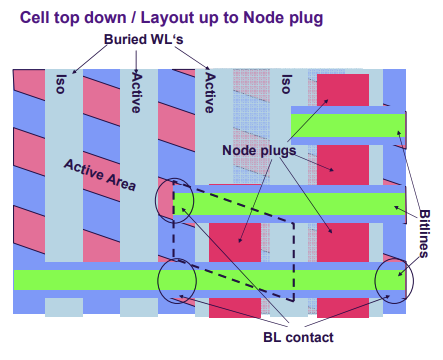 Cell top down / Layout up to Node plug
Buried WL‘s
Iso
Active
Active
Iso
Node plugs
Active Area
Bitlines
BL contact